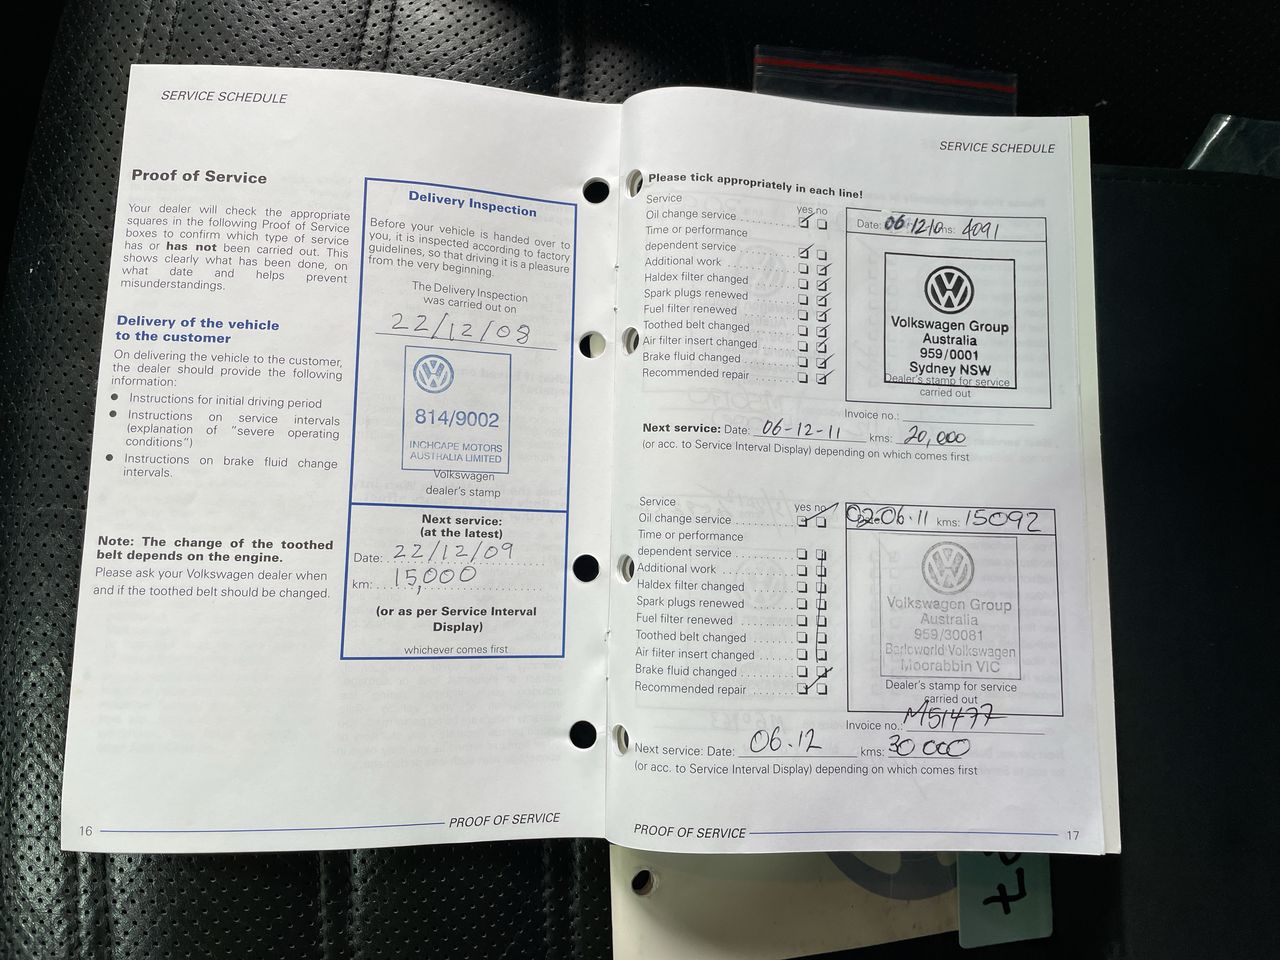 SERVICE SCHEDULE
Proof of Service
Your dealer will check the appropriate
squares in the following Proof of Service
boxes to confirm which type of service
has or has not been carried out. This
shows clearly what has been done, on
what date and helps prevent
misunderstandings.
Delivery of the vehicle
to the customer
On delivering the vehicle to the customer,
the dealer should provide the following
information:
● Instructions for initial driving period
● Instructions on service intervals
(explanation of "severe operating
conditions")
● Instructions on brake fluid change
intervals.
Note: The change of the toothed
belt depends on the engine.
Please ask your Volkswagen dealer when
and if the toothed belt should be changed.
Delivery Inspection
Before your vehicle is handed over to
you, it is inspected according to factory
guidelines, so that driving it is a pleasure
from the very beginning.
The Delivery Inspection
was carried out on
22/12/08
814/9002
INCHCAPE MOTORS
AUSTRALIA LIMITED
Volkswagen
dealer's stamp
Next service:
(at the latest)
Date: 22/12/09
km: 15,000
(or as per Service Interval
Display)
whichever comes first
16
PROOF OF SERVICE
SERVICE SCHEDULE
Please tick appropriately in each line!
Service yes no
Oil change service
Time or performance
dependent service
Additional work
Haldex filter changed
Spark plugs renewed
Fuel filter renewed
Toothed belt changed
Air filter insert changed
Brake fluid changed
Recommended repair
Date: 06/12/10 kms: 4091
Volkswagen Group
Australia
959/0001
Sydney NSW
Dealer's stamp for service
carried out
Invoice no.:
Next service: Date: 06-12-11 kms: 20,000
(or acc. to Service Interval Display) depending on which comes first
Service yes no
Oil change service
Time or performance
dependent service
Additional work
Haldex filter changed
Spark plugs renewed
Fuel filter renewed
Toothed belt changed
Air filter insert changed
Brake fluid changed
Recommended repair
02.06.11 kms: 15092
Volkswagen Group
Australia
959/30081
Barloworld Volkswagen
Moorabbin VIC
Dealer's stamp for service
carried out
Invoice no.: M51477
Next service: Date: 06.12 kms: 30 000
(or acc. to Service Interval Display) depending on which comes first
PROOF OF SERVICE
17